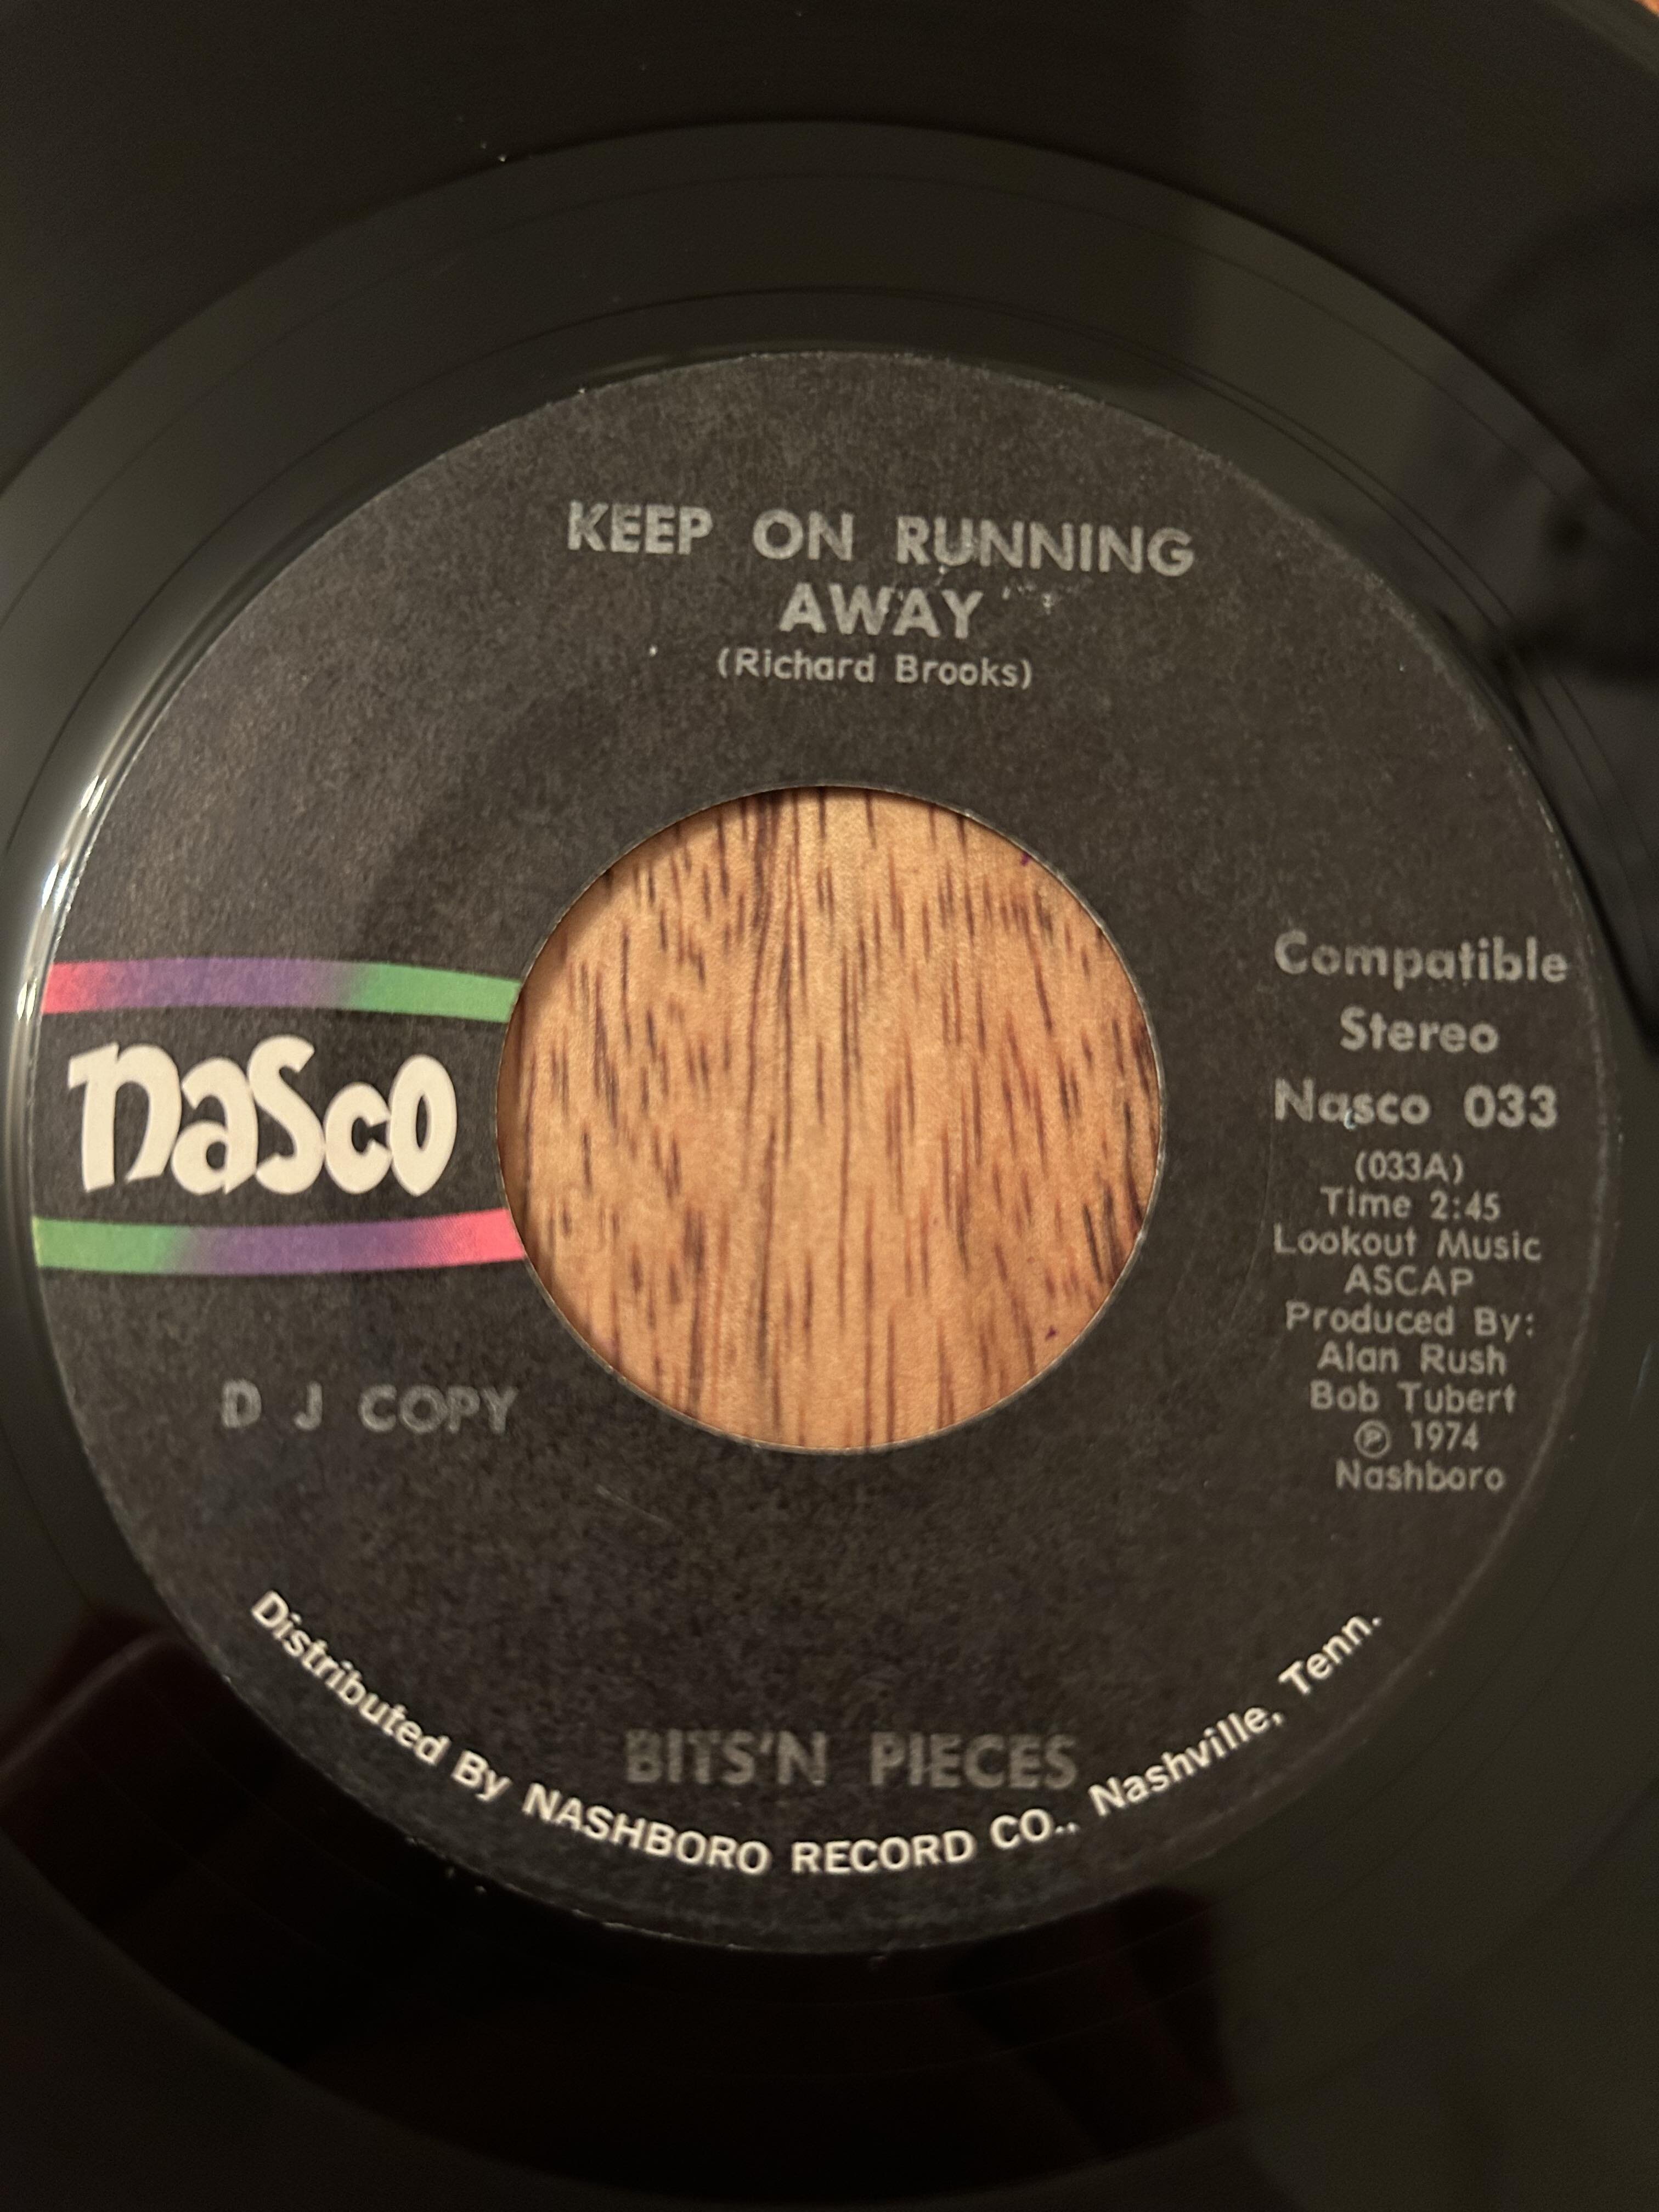 KEEP ON RUNNING
AWAY
(Richard Brooks)
nasco
D J COPY
Compatible
Stereo
Nasco 033
(033A)
Time 2:45
Lookout Music
ASCAP
Produced By:
Alan Rush
Bob Tubert
℗ 1974
Nashboro
BITS'N PIECES
Distributed By NASHBORO RECORD CO., Nashville, Tenn.